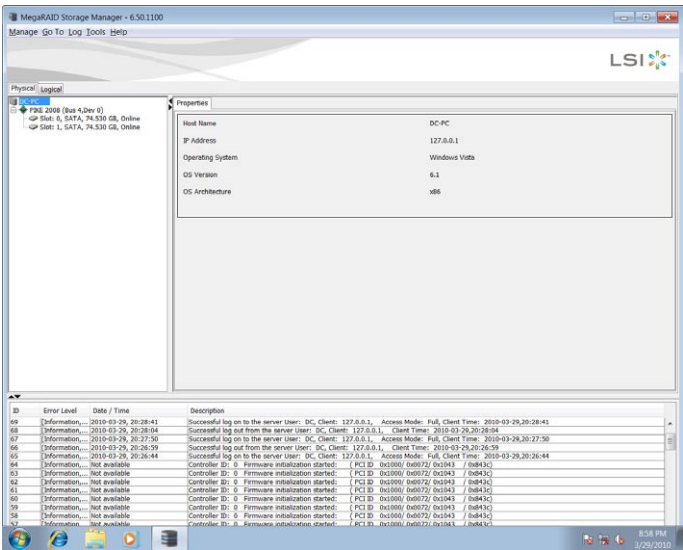 MegaRAID Storage Manager - 6.50.1100
Manage Go To Log Tools Help
LSI
Physical Logical
DC-PC
PIKE 2008 (Bus 4,Dev 0)
Slot: 0, SATA, 74.530 GB, Online
Slot: 1, SATA, 74.530 GB, Online
Properties
Host Name DC-PC
IP Address 127.0.0.1
Operating System Windows Vista
OS Version 6.1
OS Architecture x86
ID Error Level Date / Time Description
69 [Information,... 2010-03-29, 20:28:41 Successful log on to the server User: DC, Client: 127.0.0.1, Access Mode: Full, Client Time: 2010-03-29,20:28:41
68 [Information,... 2010-03-29, 20:28:04 Successful log out from the server User: DC, Client: 127.0.0.1, Client Time: 2010-03-29,20:28:04
67 [Information,... 2010-03-29, 20:27:50 Successful log on to the server User: DC, Client: 127.0.0.1, Access Mode: Full, Client Time: 2010-03-29,20:27:50
66 [Information,... 2010-03-29, 20:26:59 Successful log out from the server User: DC, Client: 127.0.0.1, Client Time: 2010-03-29,20:26:59
65 [Information,... 2010-03-29, 20:26:44 Successful log on to the server User: DC, Client: 127.0.0.1, Access Mode: Full, Client Time: 2010-03-29,20:26:44
64 [Information,... Not available Controller ID: 0 Firmware initialization started: ( PCI ID 0x1000/ 0x0072/ 0x1043 / 0x843c)
63 [Information,... Not available Controller ID: 0 Firmware initialization started: ( PCI ID 0x1000/ 0x0072/ 0x1043 / 0x843c)
62 [Information,... Not available Controller ID: 0 Firmware initialization started: ( PCI ID 0x1000/ 0x0072/ 0x1043 / 0x843c)
61 [Information,... Not available Controller ID: 0 Firmware initialization started: ( PCI ID 0x1000/ 0x0072/ 0x1043 / 0x843c)
60 [Information,... Not available Controller ID: 0 Firmware initialization started: ( PCI ID 0x1000/ 0x0072/ 0x1043 / 0x843c)
59 [Information,... Not available Controller ID: 0 Firmware initialization started: ( PCI ID 0x1000/ 0x0072/ 0x1043 / 0x843c)
58 [Information,... Not available Controller ID: 0 Firmware initialization started: ( PCI ID 0x1000/ 0x0072/ 0x1043 / 0x843c)
57 [Information,... Not available Controller ID: 0 Firmware initialization started: ( PCI ID 0x1000/ 0x0072/ 0x1043 / 0x843c)
8:58 PM
3/29/2010